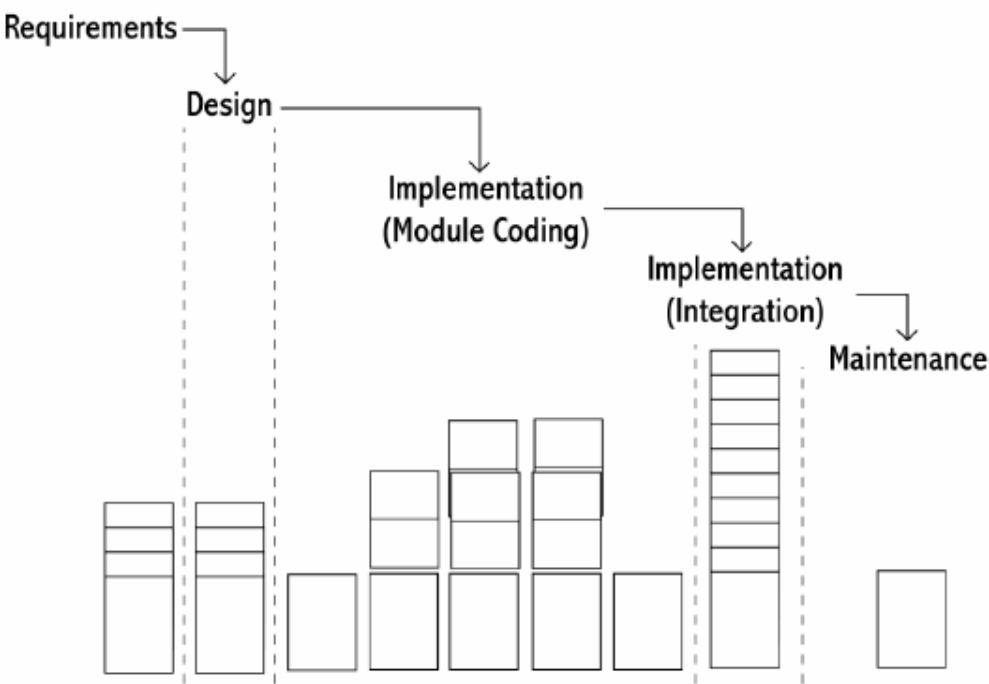 Requirements
Design
Implementation
(Module Coding)
Implementation
(Integration)
Maintenance